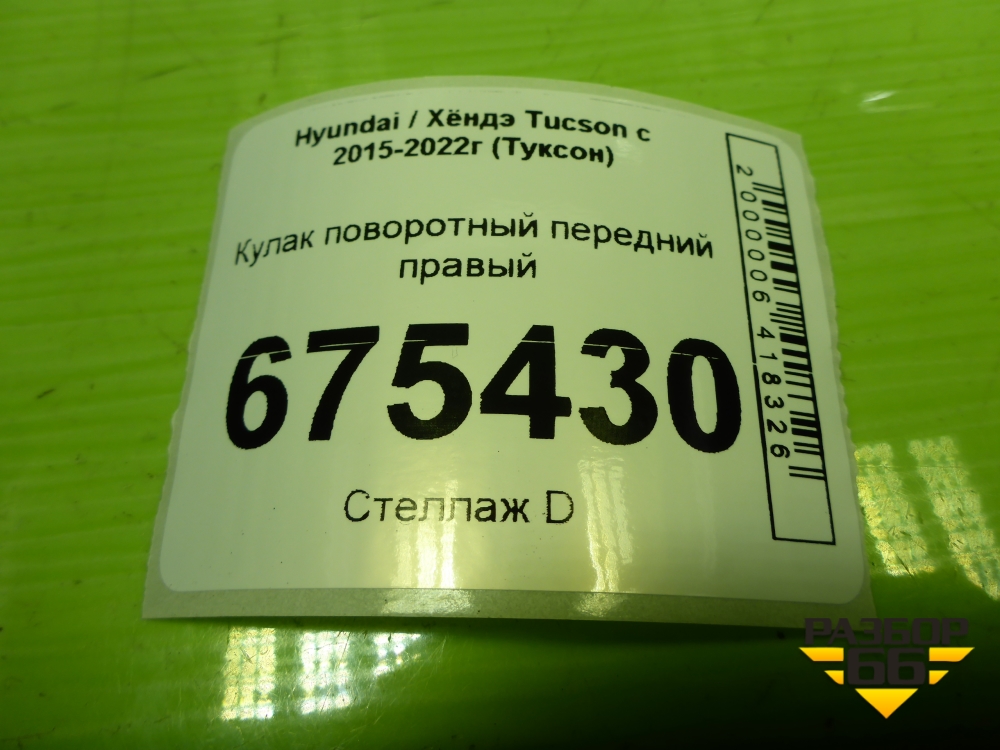 Hyundai / Хёндэ Tucson с
2015-2022г (Туксон)
Кулак поворотный передний
правый
675430
Стеллаж D
2000006418326
РАЗБОР
66